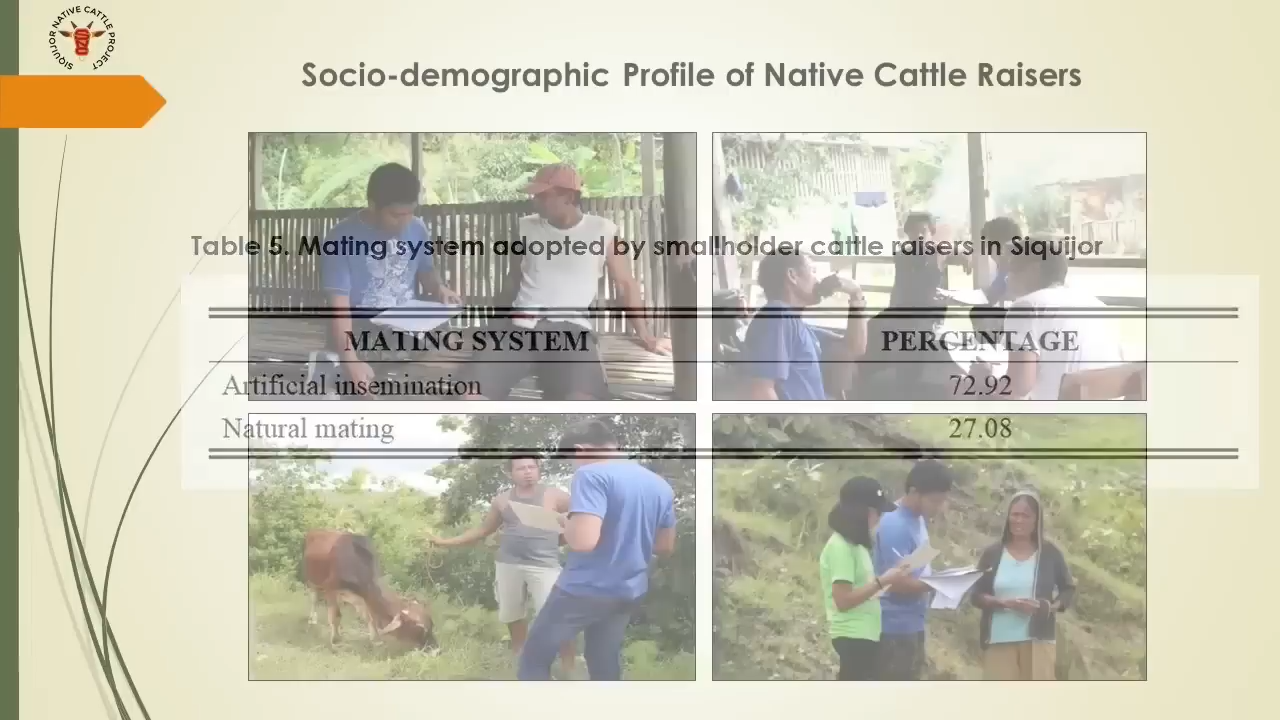 SIQUIJOR NATIVE CATTLE PROJECT
Socio-demographic Profile of Native Cattle Raisers
Table 5. Mating system adopted by smallholder cattle raisers in Siquijor
MATING SYSTEM PERCENTAGE
Artificial insemination 72.92
Natural mating 27.08